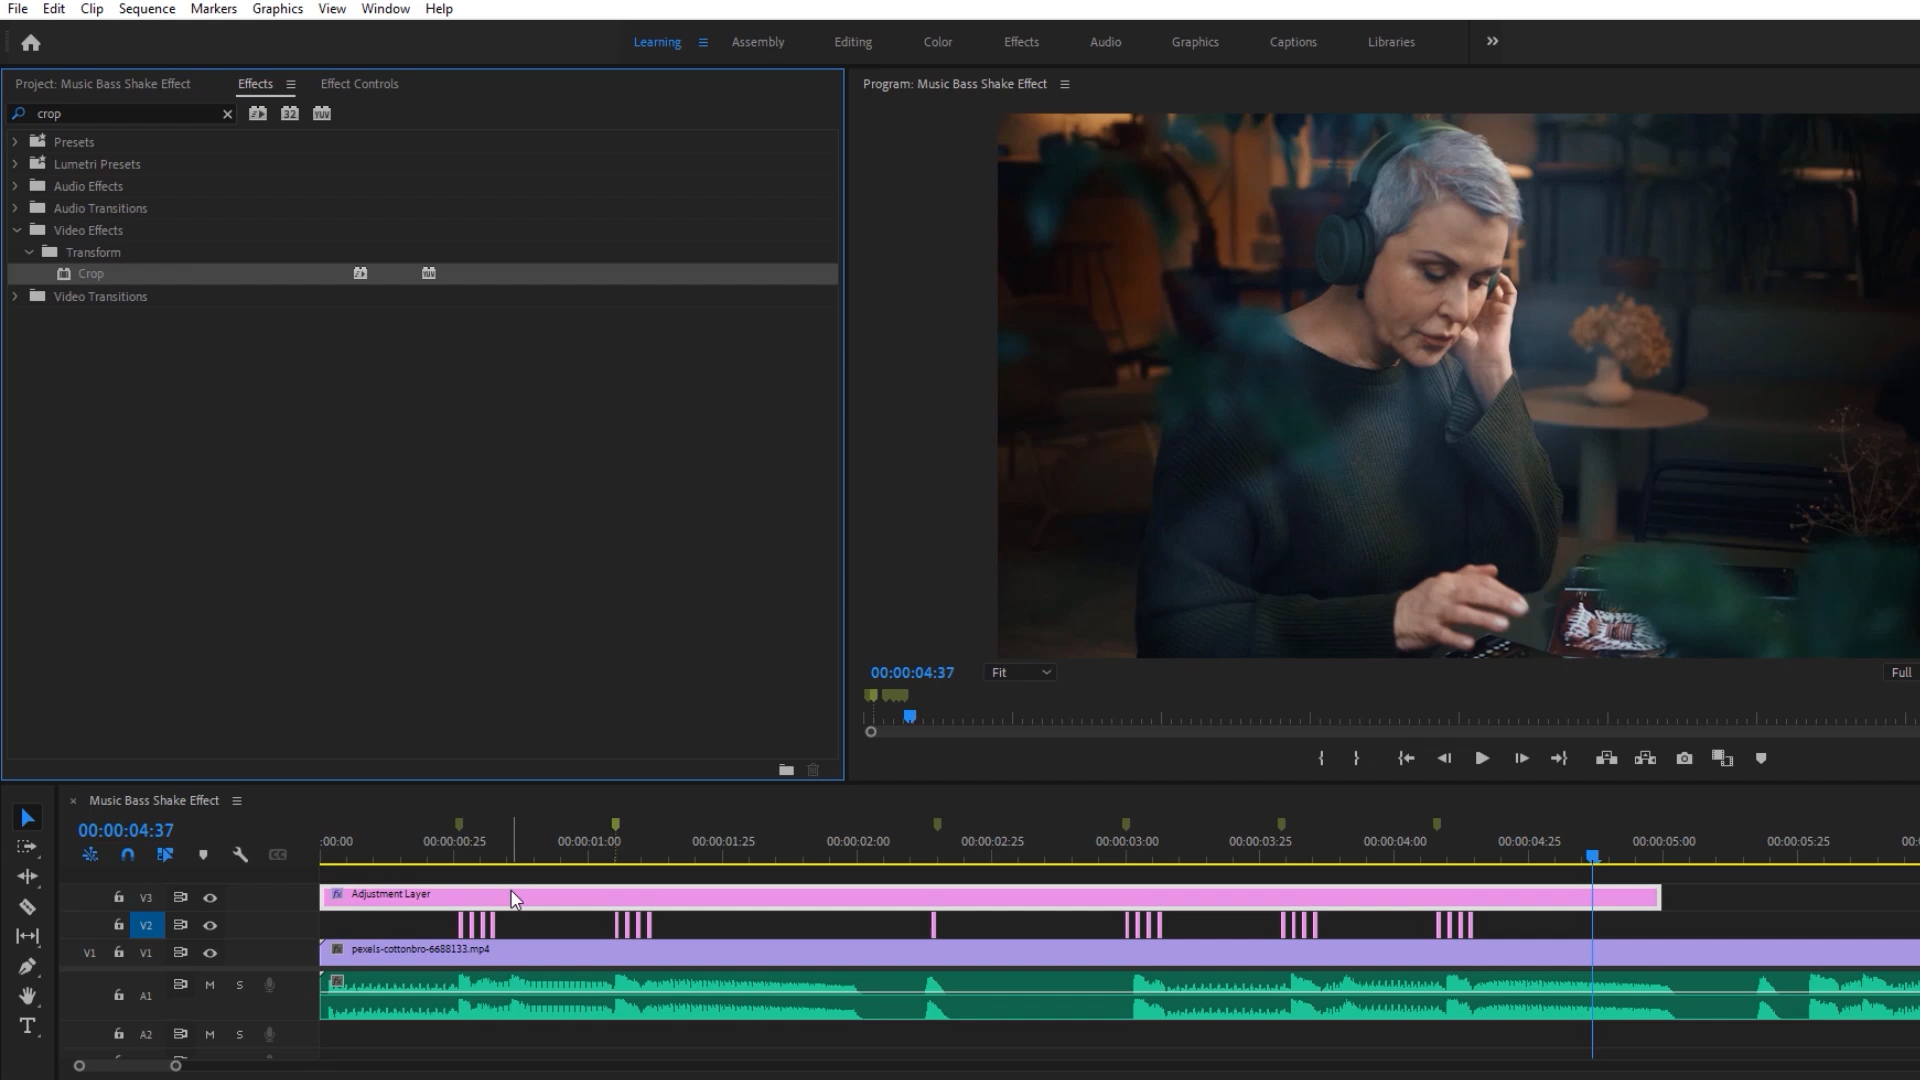 File Edit Clip Sequence Markers Graphics View Window Help
Learning Assembly Editing Color Effects Audio Graphics Captions Libraries
Project: Music Bass Shake Effect Effects Effect Controls
Program: Music Bass Shake Effect
crop 32 YUV
Presets
Lumetri Presets
Audio Effects
Audio Transitions
Video Effects
Transform
Crop
Video Transitions
00:00:04:37 Fit Full
Music Bass Shake Effect
00:00:04:37
:00:00 00:00:00:25 00:00:01:00 00:00:01:25 00:00:02:00 00:00:02:25 00:00:03:00 00:00:03:25 00:00:04:00 00:00:04:25 00:00:05:00 00:00:05:25
V3 fx Adjustment Layer
V2
V1 V1 fx pexels-cottonbro-6688133.mp4
A1 M S
A2 M S